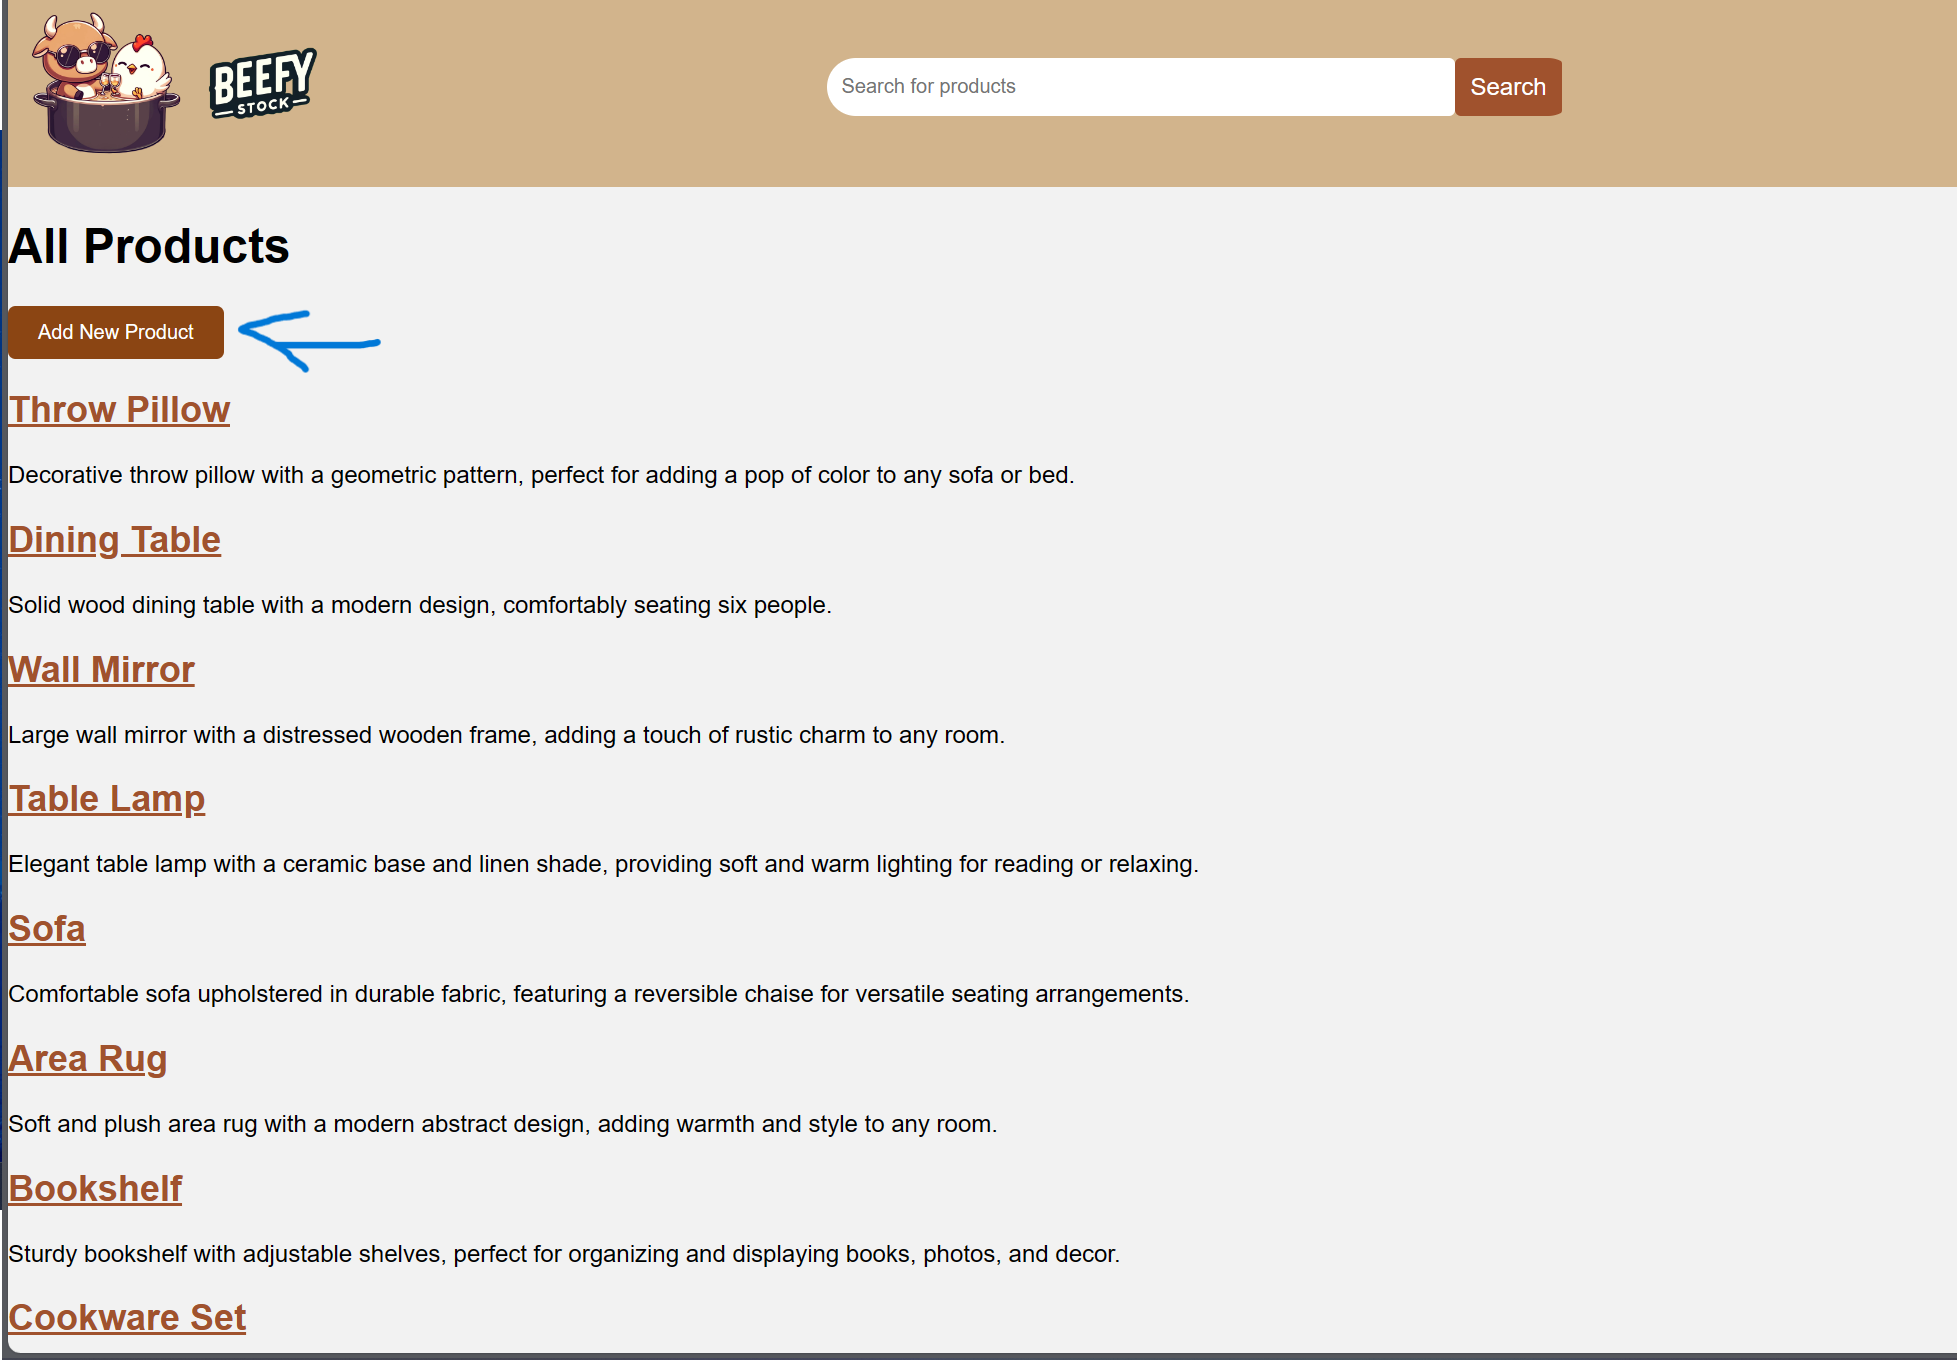 BEEFY
STOCK
Search for products
Search
All Products
Add New Product
Throw Pillow
Decorative throw pillow with a geometric pattern, perfect for adding a pop of color to any sofa or bed.
Dining Table
Solid wood dining table with a modern design, comfortably seating six people.
Wall Mirror
Large wall mirror with a distressed wooden frame, adding a touch of rustic charm to any room.
Table Lamp
Elegant table lamp with a ceramic base and linen shade, providing soft and warm lighting for reading or relaxing.
Sofa
Comfortable sofa upholstered in durable fabric, featuring a reversible chaise for versatile seating arrangements.
Area Rug
Soft and plush area rug with a modern abstract design, adding warmth and style to any room.
Bookshelf
Sturdy bookshelf with adjustable shelves, perfect for organizing and displaying books, photos, and decor.
Cookware Set